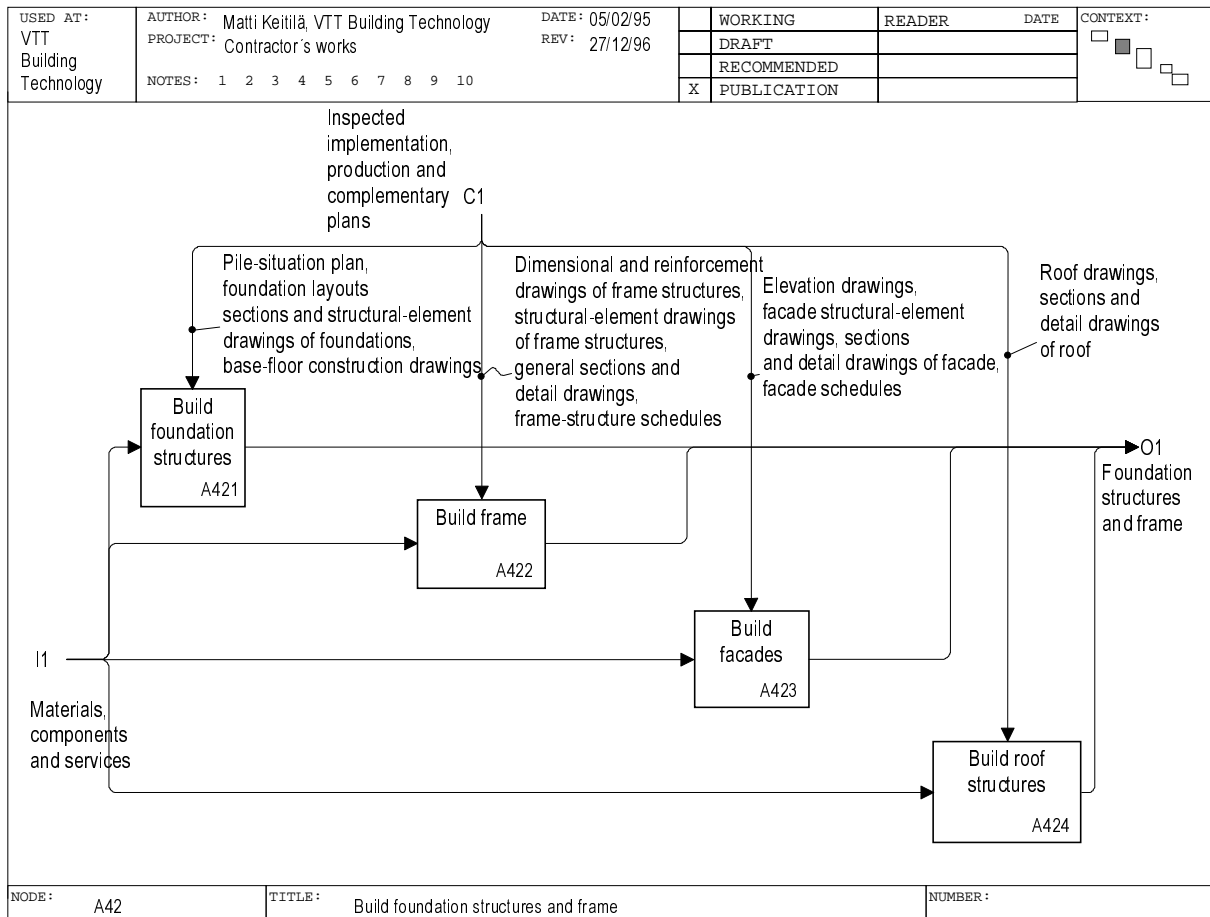 USED AT:
VTT
Building
Technology
AUTHOR: Matti Keitilä, VTT Building Technology
PROJECT: Contractor´s works
NOTES: 1 2 3 4 5 6 7 8 9 10
DATE: 05/02/95
REV: 27/12/96
WORKING
DRAFT
RECOMMENDED
X PUBLICATION
READER DATE
CONTEXT:
Inspected
implementation,
production and
complementary
plans
C1
Pile-situation plan,
foundation layouts
sections and structural-element
drawings of foundations,
base-floor construction drawings
Dimensional and reinforcement
drawings of frame structures,
structural-element drawings
of frame structures,
general sections and
detail drawings,
frame-structure schedules
Elevation drawings,
facade structural-element
drawings, sections
and detail drawings of facade,
facade schedules
Roof drawings,
sections and
detail drawings
of roof
Build
foundation
structures
A421
Build frame
A422
Build
facades
A423
Build roof
structures
A424
O1
Foundation
structures
and frame
I1
Materials,
components
and services
NODE: A42
TITLE: Build foundation structures and frame
NUMBER: